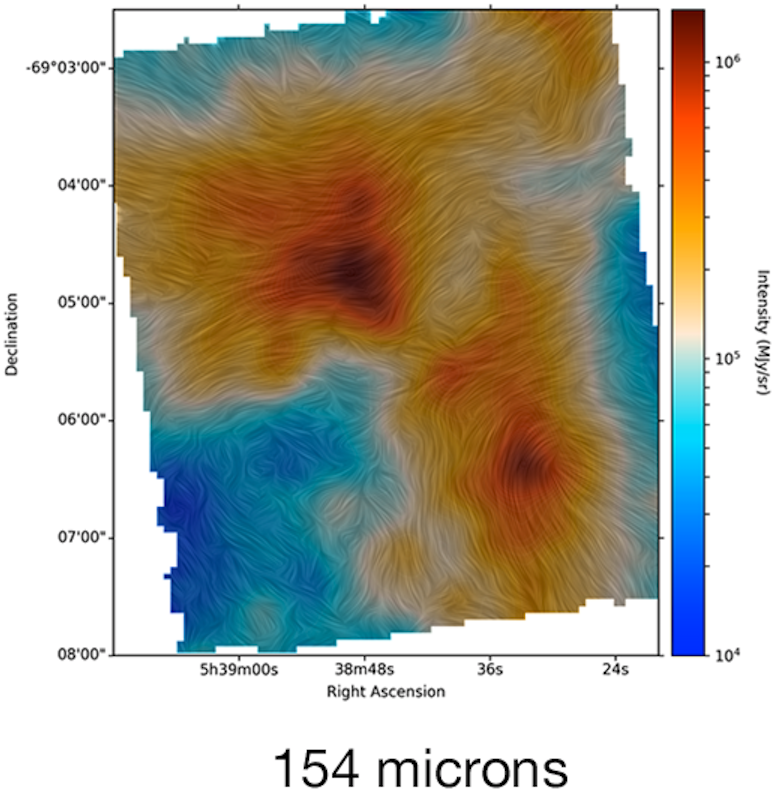 -69°03'00"
04'00"
05'00"
06'00"
07'00"
08'00"
Declination
5h39m00s 38m48s 36s 24s
Right Ascension
10⁶
10⁵
10⁴
Intensity (MJy/sr)
154 microns